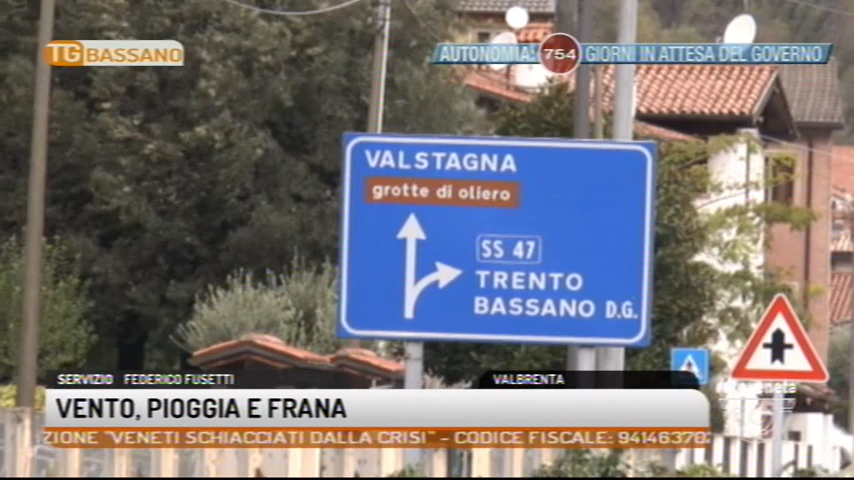 TG BASSANO
AUTONOMIA: 754 GIORNI IN ATTESA DEL GOVERNO
VALSTAGNA
grotte di oliero
SS 47
TRENTO
BASSANO D.G.
SERVIZIO FEDERICO FUSETTI
VALBRENTA
VENTO, PIOGGIA E FRANA
ZIONE "VENETI SCHIACCIATI DALLA CRISI" - CODICE FISCALE: 94146370